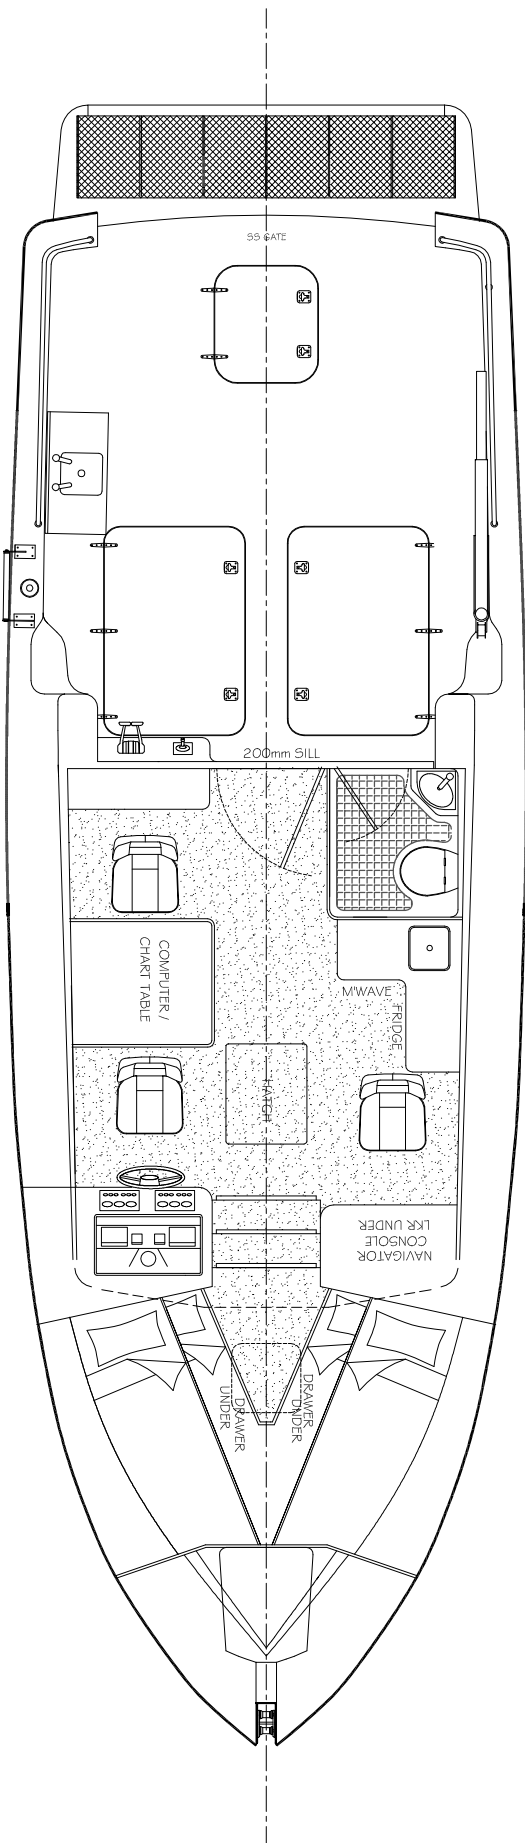 SS GATE
200mm SILL
COMPUTER /
CHART TABLE
M'WAVE
FRIDGE
HATCH
NAVIGATOR
CONSOLE
LKR UNDER
DRAWER
UNDER
DRAWER
UNDER